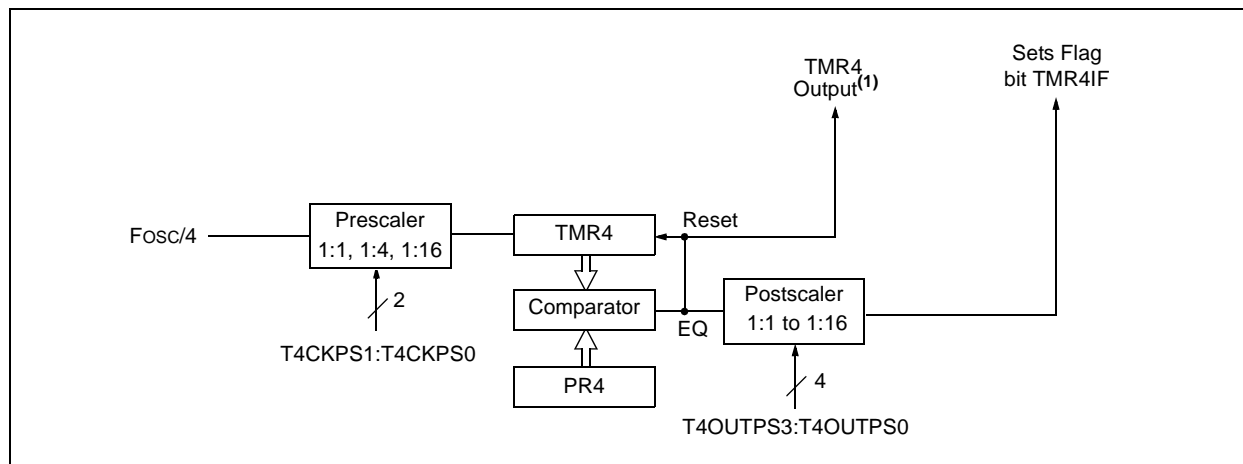 TMR4
Output(1)
Sets Flag
bit TMR4IF
FOSC/4
Prescaler
1:1, 1:4, 1:16
2
T4CKPS1:T4CKPS0
TMR4
Reset
Comparator
EQ
PR4
Postscaler
1:1 to 1:16
4
T4OUTPS3:T4OUTPS0